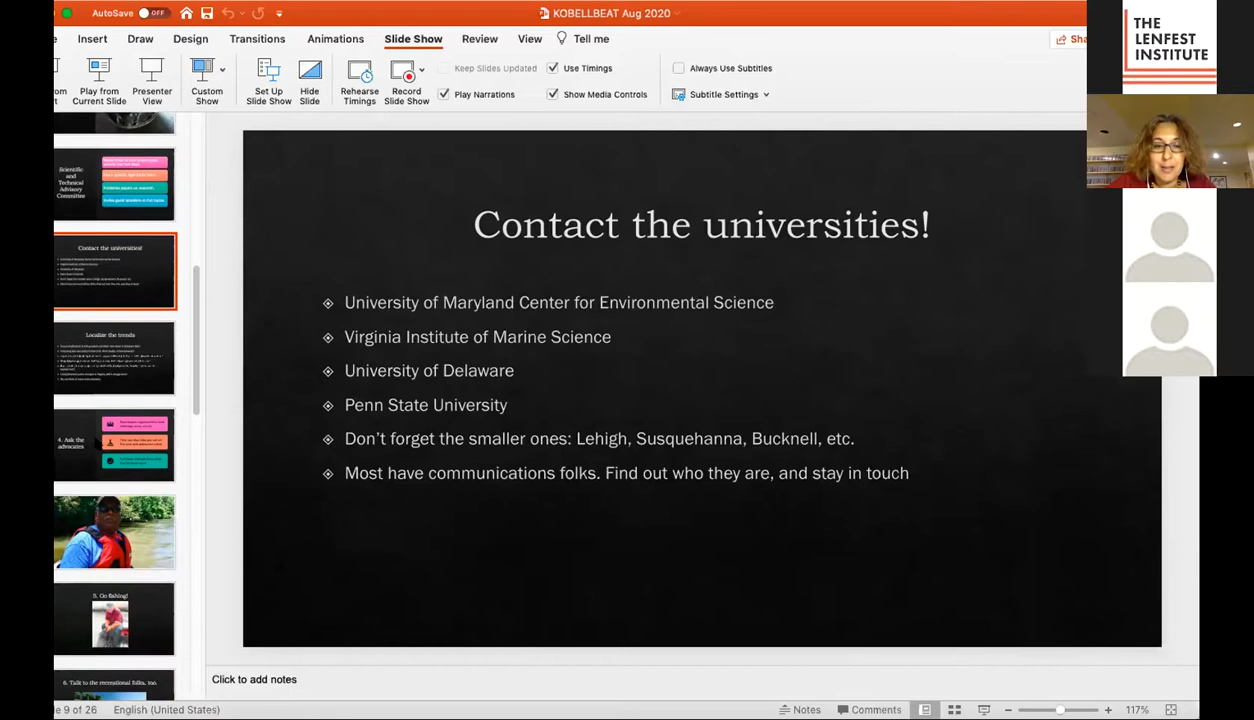 AutoSave OFF
KOBELLBEAT Aug 2020
Insert Draw Design Transitions Animations Slide Show Review View Tell me
Keep Slides Updated Use Timings Always Use Subtitles
Play from Current Slide
Presenter View
Custom Show
Set Up Slide Show
Hide Slide
Rehearse Timings
Record Slide Show
Play Narrations Show Media Controls Subtitle Settings
THE
LENFEST
INSTITUTE
Scientific
and
Technical
Advisory
Committee
Contact the universities!
Localize the trends
4. Ask the
advocates
5. Go fishing!
6. Talk to the recreational folks, too.
Contact the universities!
University of Maryland Center for Environmental Science
Virginia Institute of Marine Science
University of Delaware
Penn State University
Don't forget the smaller ones: Lehigh, Susquehanna, Bucknell, etc.
Most have communications folks. Find out who they are, and stay in touch
Click to add notes
9 of 26 English (United States) Notes Comments 117%